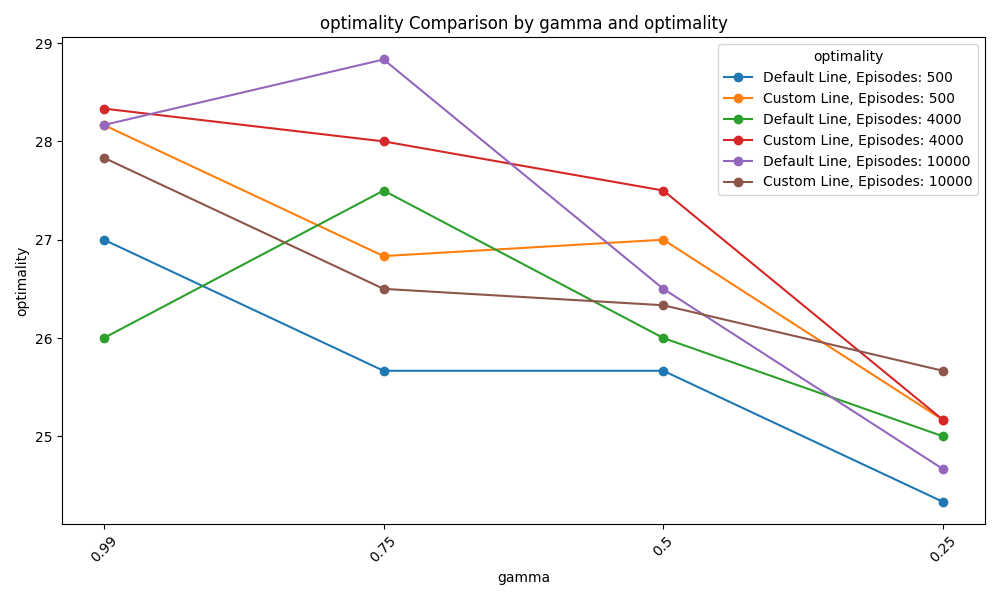 optimality Comparison by gamma and optimality
optimality
Default Line, Episodes: 500
Custom Line, Episodes: 500
Default Line, Episodes: 4000
Custom Line, Episodes: 4000
Default Line, Episodes: 10000
Custom Line, Episodes: 10000
optimality
29
28
27
26
25
0.99
0.75
0.5
0.25
gamma